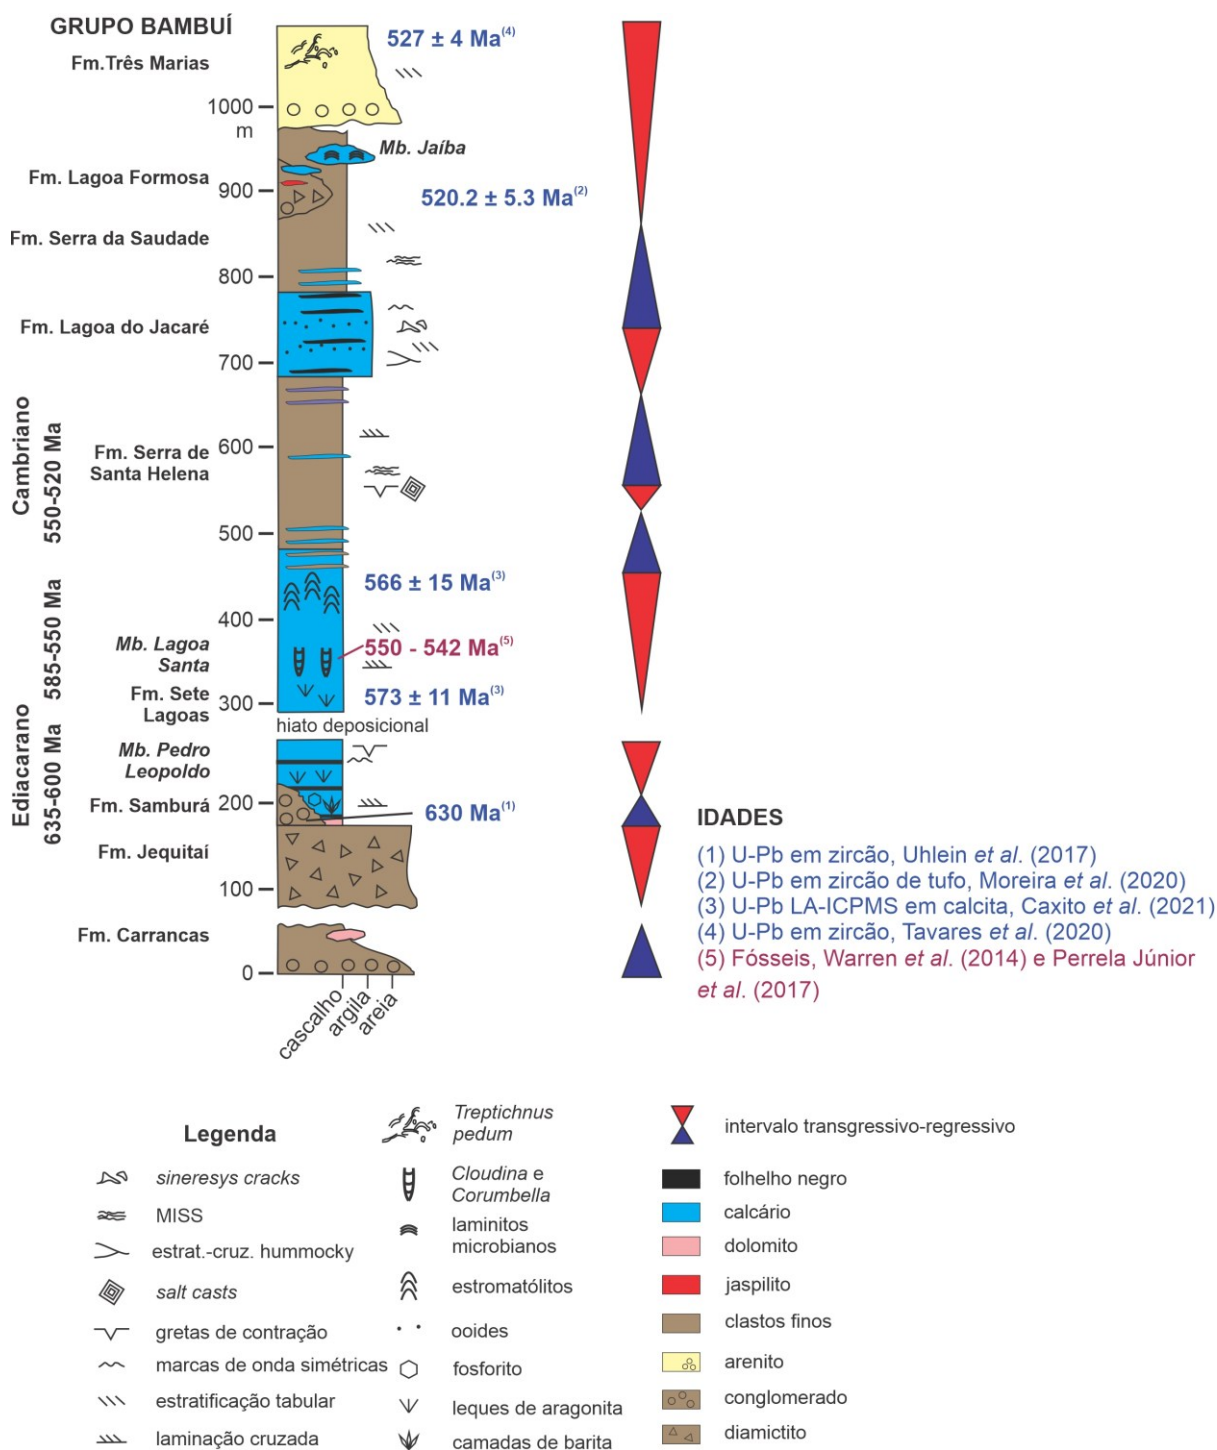 GRUPO BAMBUÍ
527 ± 4 Ma(4)
Fm.Três Marias
1000
m
Mb. Jaíba
Fm. Lagoa Formosa
900
520.2 ± 5.3 Ma(2)
Fm. Serra da Saudade
800
Fm. Lagoa do Jacaré
700
Cambriano
550-520 Ma
600
Fm. Serra de
Santa Helena
500
585-550 Ma
566 ± 15 Ma(3)
400
Mb. Lagoa
Santa
550 - 542 Ma(5)
Fm. Sete
Lagoas
300
573 ± 11 Ma(3)
hiato deposicional
Ediacarano
635-600 Ma
Mb. Pedro
Leopoldo
Fm. Samburá
200
630 Ma(1)
Fm. Jequitaí
100
Fm. Carrancas
0
cascalho
argila
areia
IDADES
(1) U-Pb em zircão, Uhlein et al. (2017)
(2) U-Pb em zircão de tufo, Moreira et al. (2020)
(3) U-Pb LA-ICPMS em calcita, Caxito et al. (2021)
(4) U-Pb em zircão, Tavares et al. (2020)
(5) Fósseis, Warren et al. (2014) e Perrela Júnior
et al. (2017)
Legenda
sineresys cracks
MISS
estrat.-cruz. hummocky
salt casts
gretas de contração
marcas de onda simétricas
estratificação tabular
laminação cruzada
Treptichnus
pedum
Cloudina e
Corumbella
laminitos
microbianos
estromatólitos
ooides
fosforito
leques de aragonita
camadas de barita
intervalo transgressivo-regressivo
folhelho negro
calcário
dolomito
jaspilito
clastos finos
arenito
conglomerado
diamictito